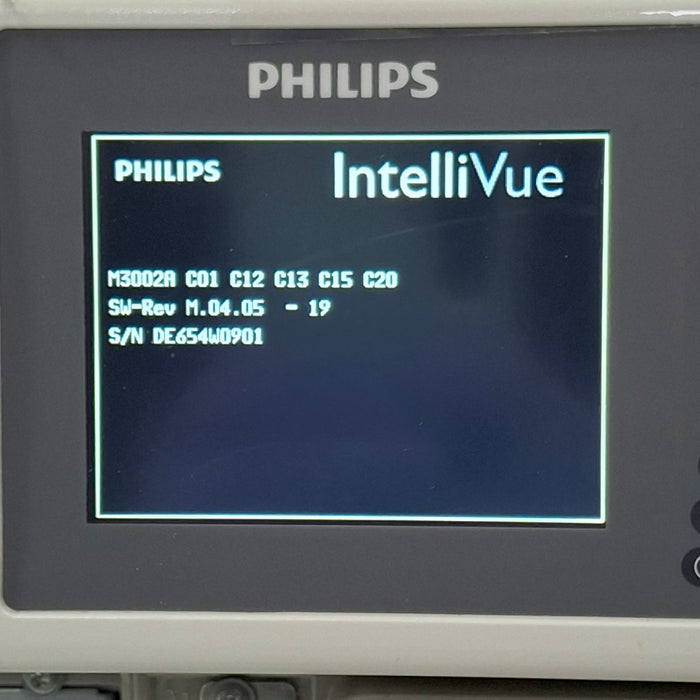 PHILIPS
PHILIPS IntelliVue
M3002A C01 C12 C13 C15 C20
SW-Rev M.04.05 - 19
S/N DE654W0901